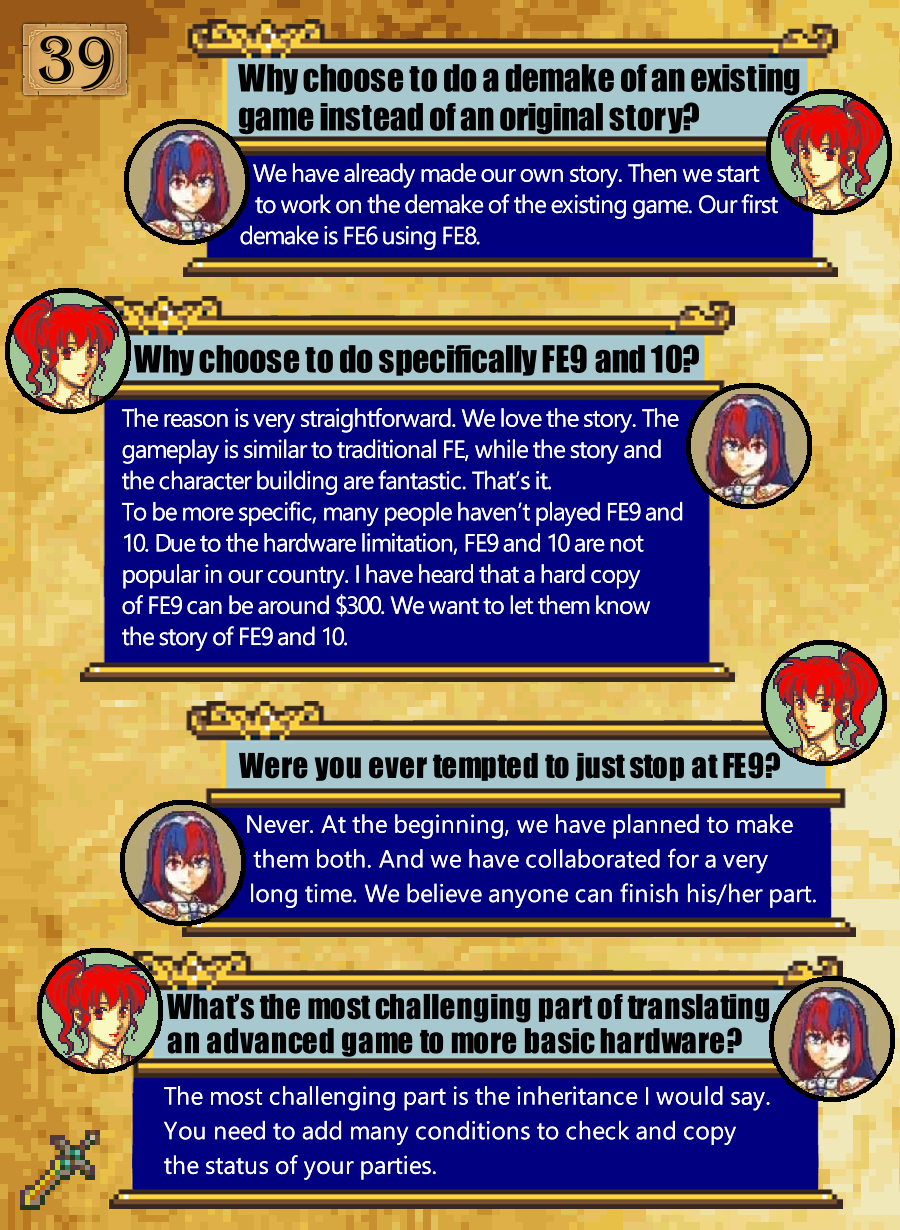 39
Why choose to do a demake of an existing
game instead of an original story?
We have already made our own story. Then we start
to work on the demake of the existing game. Our first
demake is FE6 using FE8.
Why choose to do specifically FE9 and 10?
The reason is very straightforward. We love the story. The
gameplay is similar to traditional FE, while the story and
the character building are fantastic. That's it.
To be more specific, many people haven't played FE9 and
10. Due to the hardware limitation, FE9 and 10 are not
popular in our country. I have heard that a hard copy
of FE9 can be around $300. We want to let them know
the story of FE9 and 10.
Were you ever tempted to just stop at FE9?
Never. At the beginning, we have planned to make
them both. And we have collaborated for a very
long time. We believe anyone can finish his/her part.
What's the most challenging part of translating
an advanced game to more basic hardware?
The most challenging part is the inheritance I would say.
You need to add many conditions to check and copy
the status of your parties.